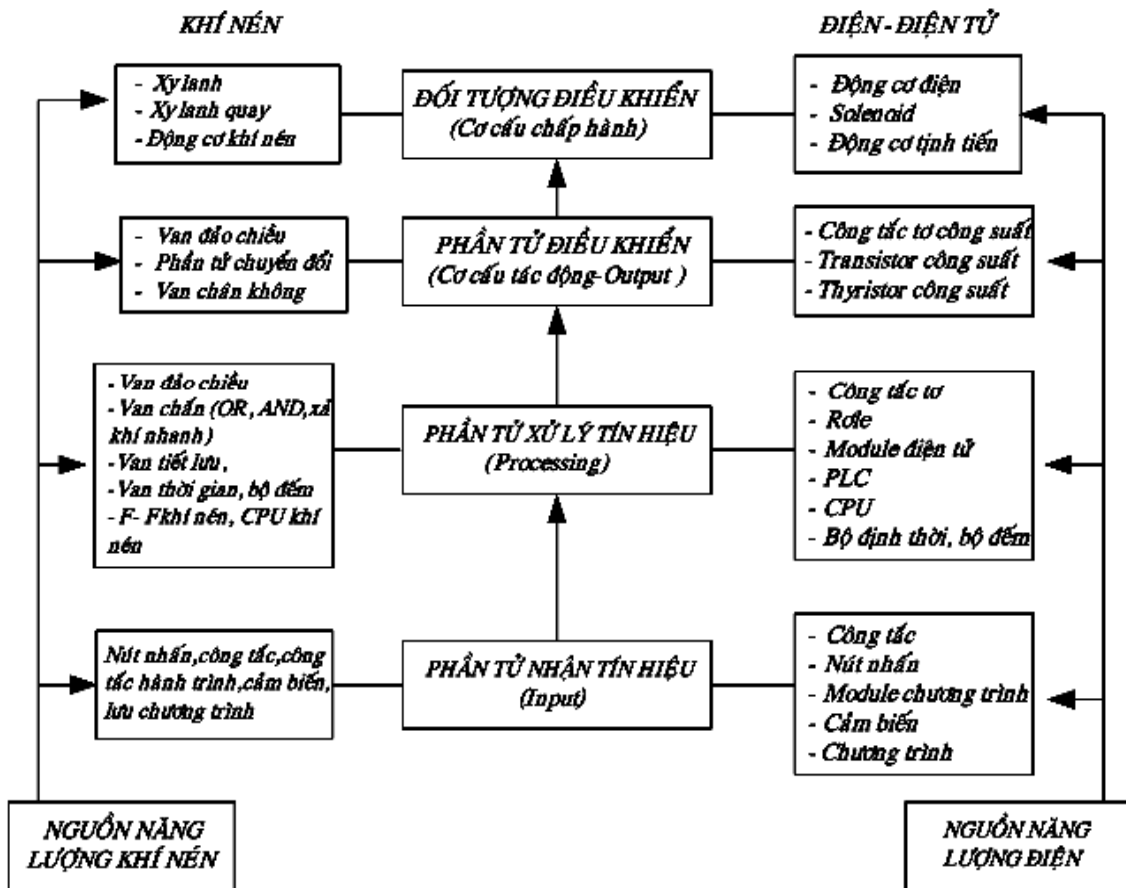 KHÍ NÉN
ĐIỆN - ĐIỆN TỬ
- Xy lanh
- Xy lanh quay
- Động cơ khí nén
ĐỐI TƯỢNG ĐIỀU KHIỂN
(Cơ cấu chấp hành)
- Động cơ điện
- Solenoid
- Động cơ tịnh tiến
- Van đảo chiều
- Phần tử chuyển đổi
- Van chân không
PHẦN TỬ ĐIỀU KHIỂN
(Cơ cấu tác động-Output )
- Công tắc tơ công suất
- Transistor công suất
- Thyristor công suất
- Van đảo chiều
- Van chắn (OR, AND,xả
khí nhanh)
- Van tiết lưu ,
- Van thời gian, bộ đếm
- F- Fkhí nén, CPU khí
nén
PHẦN TỬ XỬ LÝ TÍN HIỆU
(Processing)
- Công tắc tơ
- Rơle
- Module điện tử
- PLC
- CPU
- Bộ định thời, bộ đếm
Nút nhấn,công tắc,công
tắc hành trình,cảm biến,
lưu chương trình
PHẦN TỬ NHẬN TÍN HIỆU
(Input)
- Công tắc
- Nút nhấn
- Module chương trình
- Cảm biến
- Chương trình
NGUỒN NĂNG
LƯỢNG KHÍ NÉN
NGUỒN NĂNG
LƯỢNG ĐIỆN